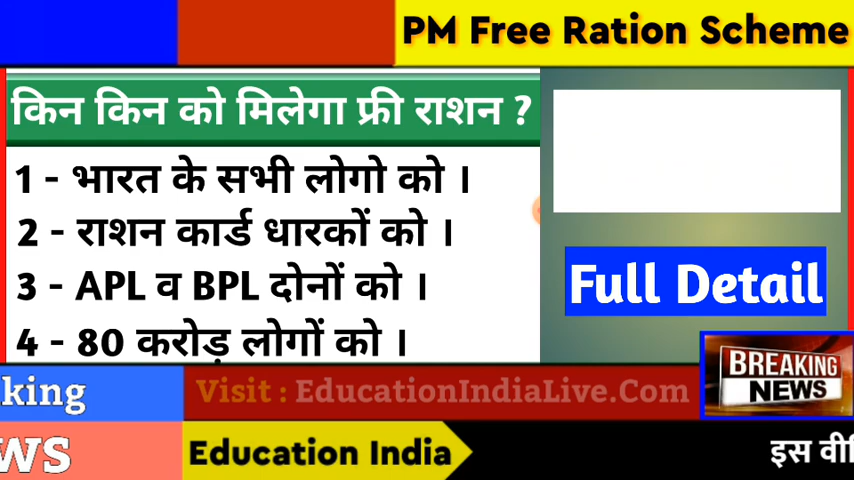 PM Free Ration Scheme
किन किन को मिलेगा फ्री राशन ?
1 - भारत के सभी लोगो को ।
2 - राशन कार्ड धारकों को ।
3 - APL व BPL दोनों को ।
4 - 80 करोड़ लोगों को ।
Full Detail
BREAKING
NEWS
king
Visit : EducationIndiaLive.Com
WS
Education India
इस